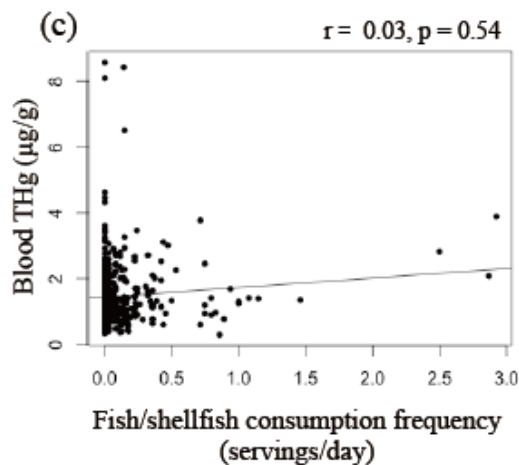 (c)
r = 0.03, p = 0.54
Blood THg (µg/g)
8
6
4
2
0
0.0 0.5 1.0 1.5 2.0 2.5 3.0
Fish/shellfish consumption frequency
(servings/day)